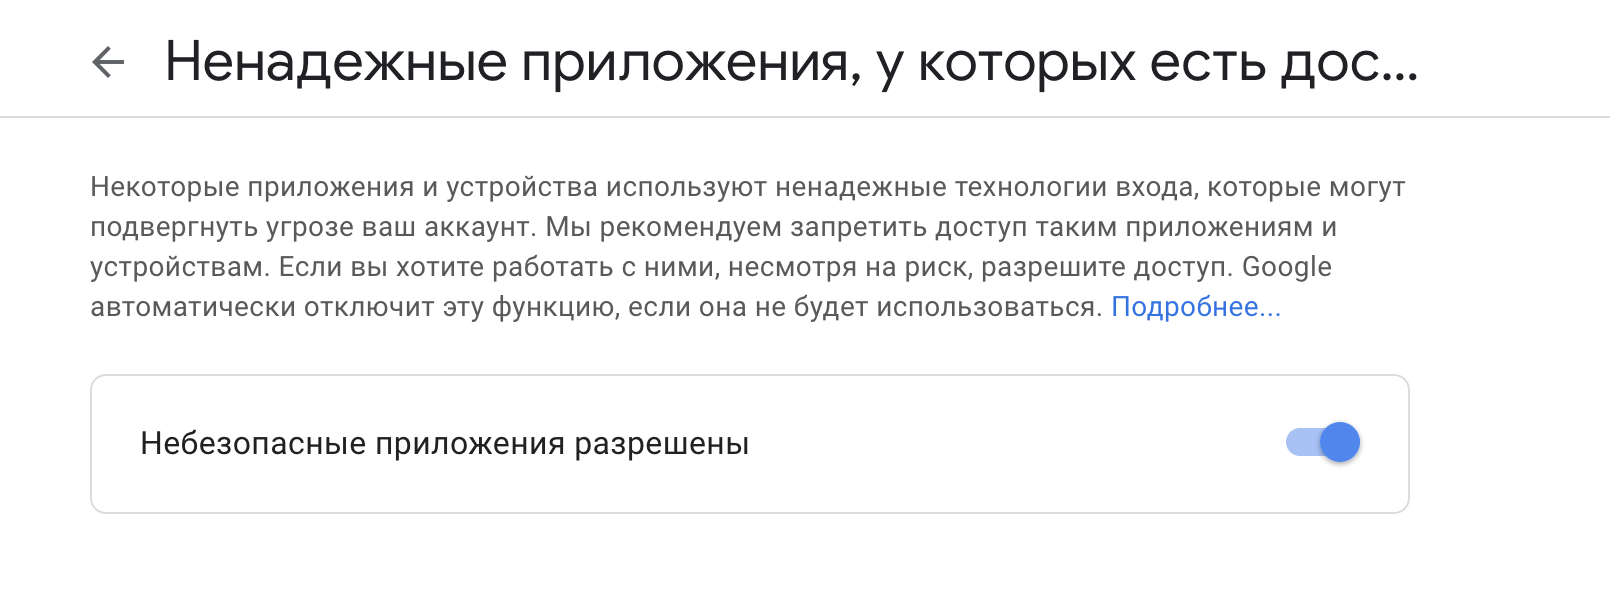 Ненадежные приложения, у которых есть дос...
Некоторые приложения и устройства используют ненадежные технологии входа, которые могут
подвергнуть угрозе ваш аккаунт. Мы рекомендуем запретить доступ таким приложениям и
устройствам. Если вы хотите работать с ними, несмотря на риск, разрешите доступ. Google
автоматически отключит эту функцию, если она не будет использоваться. Подробнее...
Небезопасные приложения разрешены